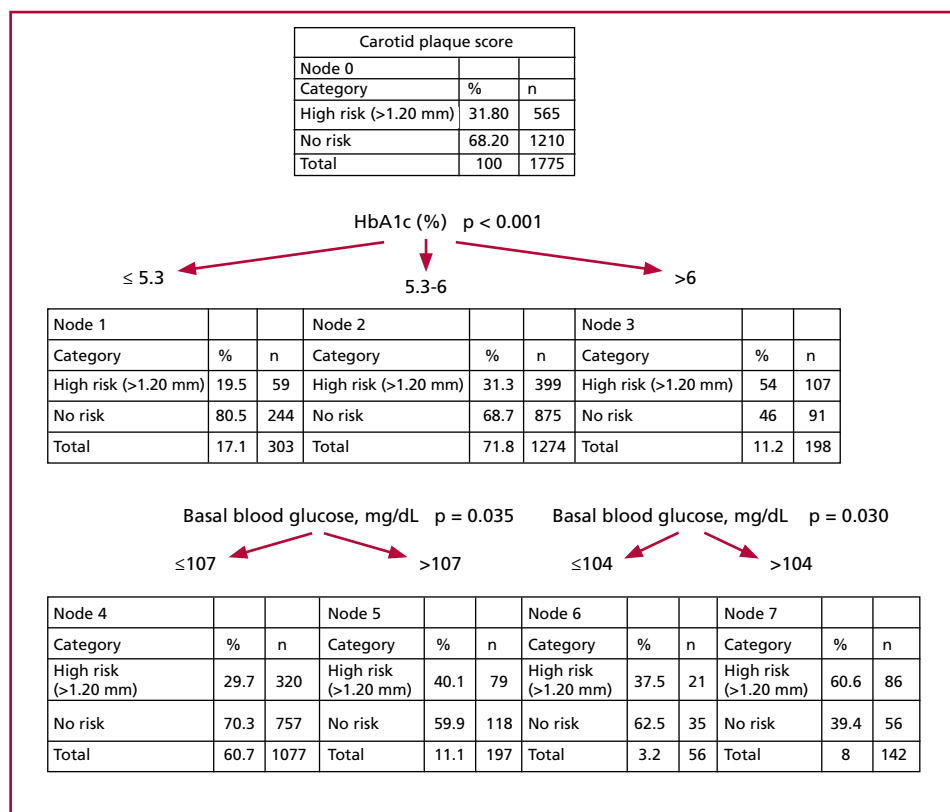 Carotid plaque score
Node 0
Category % n
High risk (>1.20 mm) 31.80 565
No risk 68.20 1210
Total 100 1775
HbA1c (%) p < 0.001
≤ 5.3 5.3-6 >6
Node 1 Node 2 Node 3
Category % n Category % n Category % n
High risk (>1.20 mm) 19.5 59 High risk (>1.20 mm) 31.3 399 High risk (>1.20 mm) 54 107
No risk 80.5 244 No risk 68.7 875 No risk 46 91
Total 17.1 303 Total 71.8 1274 Total 11.2 198
Basal blood glucose, mg/dL p = 0.035 Basal blood glucose, mg/dL p = 0.030
≤107 >107 ≤104 >104
Node 4 Node 5 Node 6 Node 7
Category % n Category % n Category % n Category % n
High risk (>1.20 mm) 29.7 320 High risk (>1.20 mm) 40.1 79 High risk (>1.20 mm) 37.5 21 High risk (>1.20 mm) 60.6 86
No risk 70.3 757 No risk 59.9 118 No risk 62.5 35 No risk 39.4 56
Total 60.7 1077 Total 11.1 197 Total 3.2 56 Total 8 142